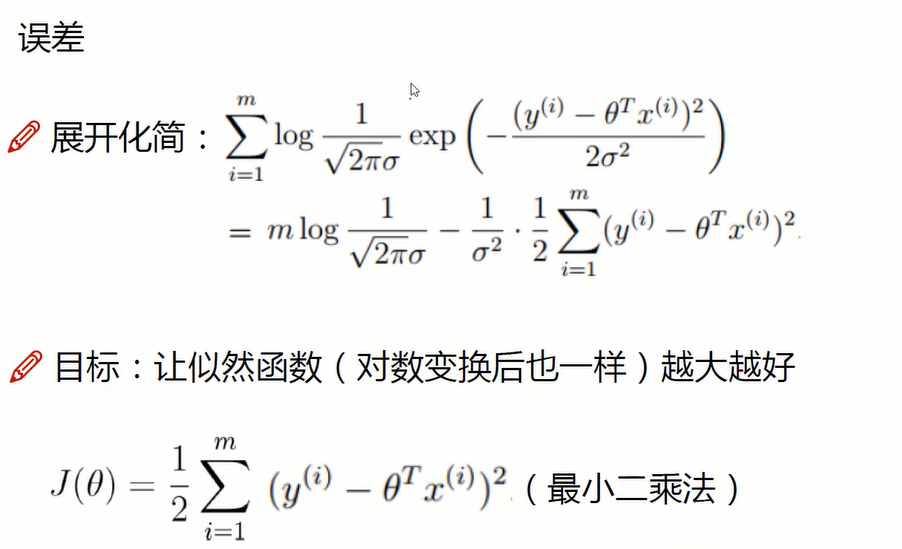 误差
展开化简：$\sum_{i=1}^{m} \log \frac{1}{\sqrt{2\pi}\sigma} \exp\left(-\frac{(y^{(i)} - \theta^T x^{(i)})^2}{2\sigma^2}\right)$
$= m \log \frac{1}{\sqrt{2\pi}\sigma} - \frac{1}{\sigma^2} \cdot \frac{1}{2} \sum_{i=1}^{m} (y^{(i)} - \theta^T x^{(i)})^2.$
目标：让似然函数（对数变换后也一样）越大越好
$J(\theta) = \frac{1}{2} \sum_{i=1}^{m} (y^{(i)} - \theta^T x^{(i)})^2.$（最小二乘法）